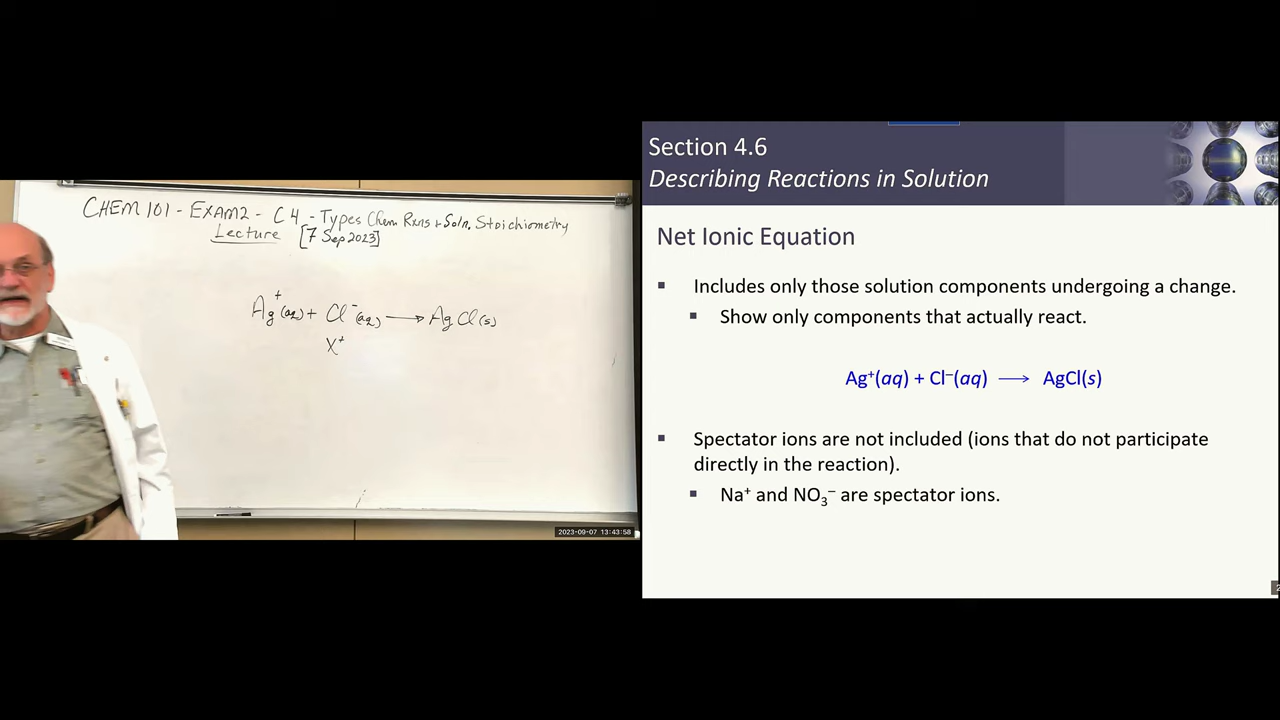 CHEM 101 - EXAM2 - C 4 - Types Chem Rxns + Soln. Stoichiometry
Lecture [7 Sep 2023]
Ag+(aq) + Cl-(aq) → AgCl(s)
X+
2023-09-07 13:43:58
Section 4.6
Describing Reactions in Solution
Net Ionic Equation
▪ Includes only those solution components undergoing a change.
▪ Show only components that actually react.
Ag⁺(aq) + Cl⁻(aq) ⟶ AgCl(s)
▪ Spectator ions are not included (ions that do not participate
directly in the reaction).
▪ Na⁺ and NO₃⁻ are spectator ions.